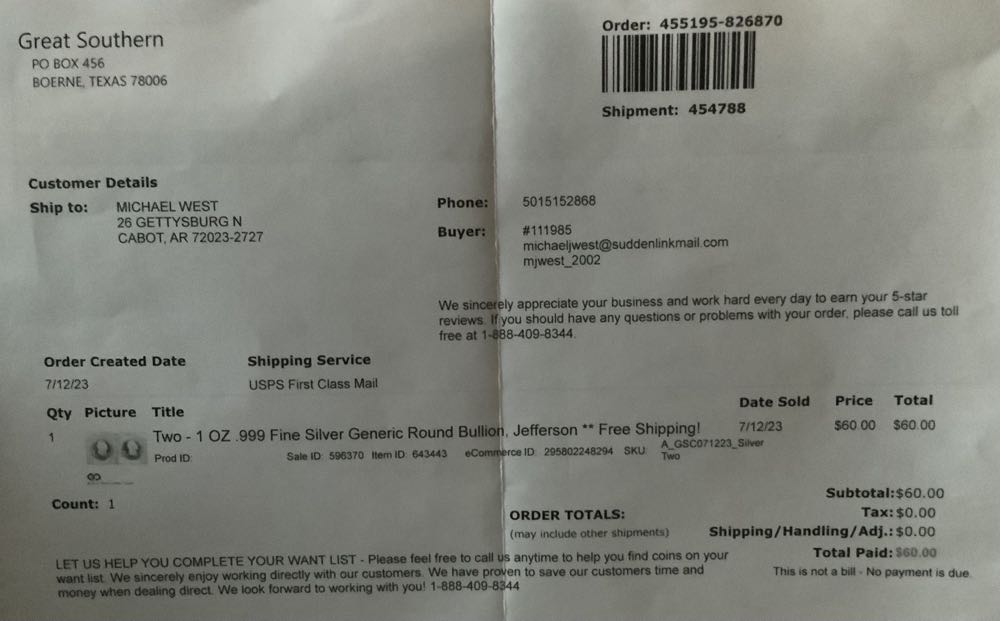 Great Southern
PO BOX 456
BOERNE, TEXAS 78006
Order: 455195-826870
Shipment: 454788
Customer Details
Ship to: MICHAEL WEST
26 GETTYSBURG N
CABOT, AR 72023-2727
Phone: 5015152868
Buyer: #111985
michaeljwest@suddenlinkmail.com
mjwest_2002
We sincerely appreciate your business and work hard every day to earn your 5-star
reviews. If you should have any questions or problems with your order, please call us toll
free at 1-888-409-8344.
Order Created Date Shipping Service
7/12/23 USPS First Class Mail
Qty Picture Title Date Sold Price Total
1 Two - 1 OZ .999 Fine Silver Generic Round Bullion, Jefferson ** Free Shipping! 7/12/23 $60.00 $60.00
Prod ID: Sale ID: 596370 Item ID: 643443 eCommerce ID: 295802248294 SKU: A_GSC071223_Silver
Two
Count: 1
Subtotal: $60.00
ORDER TOTALS: Tax: $0.00
(may include other shipments) Shipping/Handling/Adj.: $0.00
Total Paid: $60.00
This is not a bill - No payment is due.
LET US HELP YOU COMPLETE YOUR WANT LIST - Please feel free to call us anytime to help you find coins on your
want list. We sincerely enjoy working directly with our customers. We have proven to save our customers time and
money when dealing direct. We look forward to working with you! 1-888-409-8344